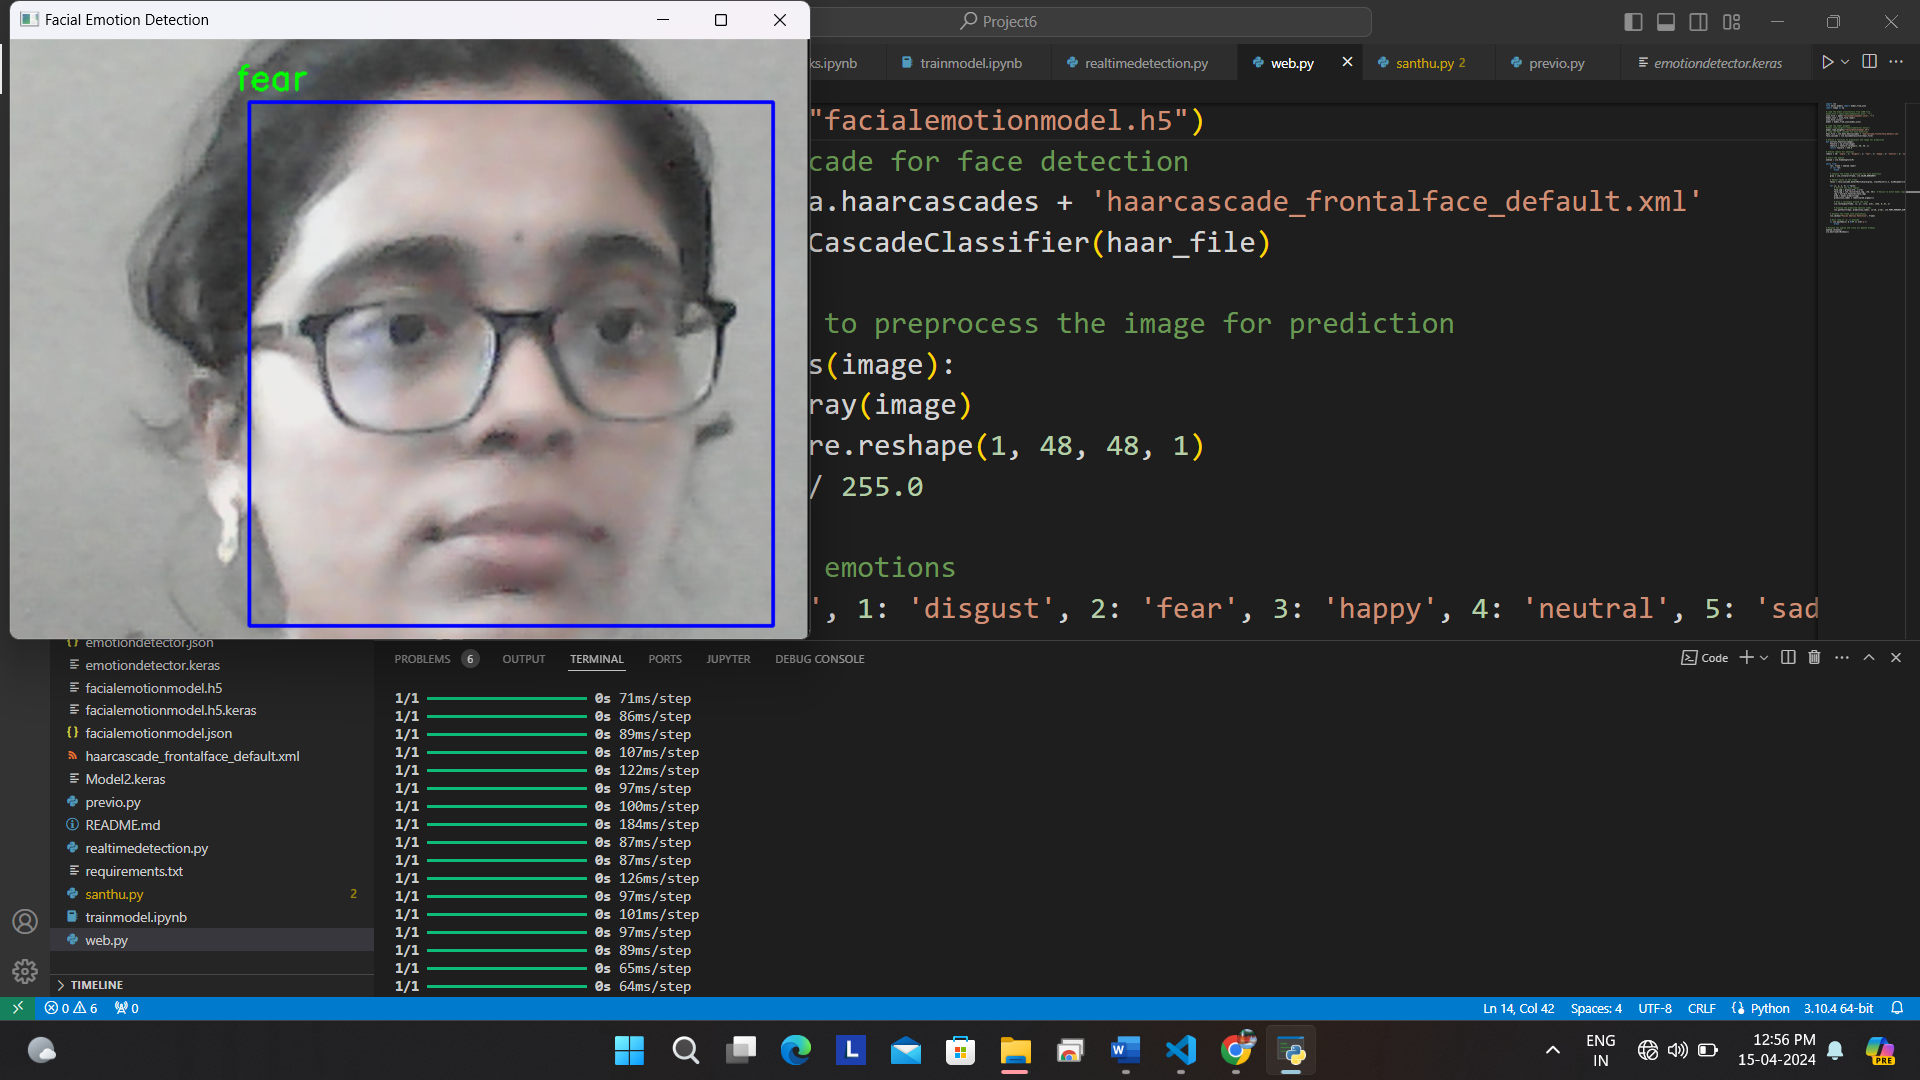 Facial Emotion Detection
fear
Project6
ks.ipynb
trainmodel.ipynb
realtimedetection.py
web.py
santhu.py 2
previo.py
emotiondetector.keras
"facialemotionmodel.h5")
cade for face detection
a.haarcascades + 'haarcascade_frontalface_default.xml'
CascadeClassifier(haar_file)
to preprocess the image for prediction
s(image):
ray(image)
re.reshape(1, 48, 48, 1)
/ 255.0
emotions
', 1: 'disgust', 2: 'fear', 3: 'happy', 4: 'neutral', 5: 'sad
emotiondetector.json
emotiondetector.keras
facialemotionmodel.h5
facialemotionmodel.h5.keras
facialemotionmodel.json
haarcascade_frontalface_default.xml
Model2.keras
previo.py
README.md
realtimedetection.py
requirements.txt
santhu.py 2
trainmodel.ipynb
web.py
TIMELINE
PROBLEMS 6 OUTPUT TERMINAL PORTS JUPYTER DEBUG CONSOLE
Code
1/1 0s 71ms/step
1/1 0s 86ms/step
1/1 0s 89ms/step
1/1 0s 107ms/step
1/1 0s 122ms/step
1/1 0s 97ms/step
1/1 0s 100ms/step
1/1 0s 184ms/step
1/1 0s 87ms/step
1/1 0s 87ms/step
1/1 0s 126ms/step
1/1 0s 97ms/step
1/1 0s 101ms/step
1/1 0s 97ms/step
1/1 0s 89ms/step
1/1 0s 65ms/step
1/1 0s 64ms/step
0 6 0
Ln 14, Col 42 Spaces: 4 UTF-8 CRLF Python 3.10.4 64-bit
L
W
ENG
IN
12:56 PM
15-04-2024
PRE